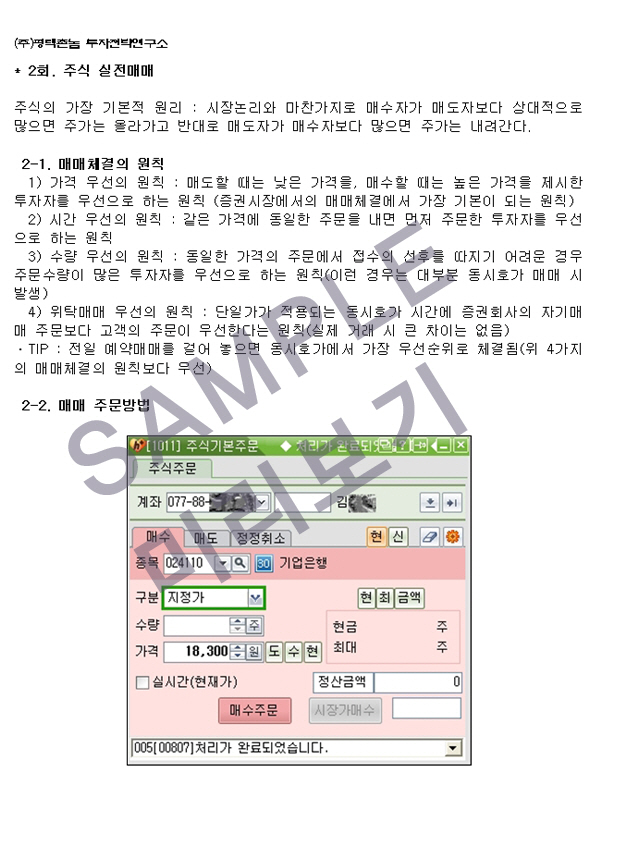 (주)평택촌놈 투자전략연구소
* 2회. 주식 실전매매
주식의 가장 기본적 원리 : 시장논리와 마찬가지로 매수자가 매도자보다 상대적으로
많으면 주가는 올라가고 반대로 매도자가 매수자보다 많으면 주가는 내려간다.
2-1. 매매체결의 원칙
1) 가격 우선의 원칙 : 매도할 때는 낮은 가격을, 매수할 때는 높은 가격을 제시한
투자자를 우선으로 하는 원칙 (증권시장에서의 매매체결에서 가장 기본이 되는 원칙)
2) 시간 우선의 원칙 : 같은 가격에 동일한 주문을 내면 먼저 주문한 투자자를 우선
으로 하는 원칙
3) 수량 우선의 원칙 : 동일한 가격의 주문에서 접수의 선후를 따지기 어려운 경우
주문수량이 많은 투자자를 우선으로 하는 원칙(이런 경우는 대부분 동시호가 매매 시
발생)
4) 위탁매매 우선의 원칙 : 단일가가 적용되는 동시호가 시간에 증권회사의 자기매
매 주문보다 고객의 주문이 우선한다는 원칙(실제 거래 시 큰 차이는 없음)
· TIP : 전일 예약매매를 걸어 놓으면 동시호가에서 가장 우선순위로 체결됨(위 4가지
의 매매체결의 원칙보다 우선)
2-2. 매매 주문방법
SAMPLE
미리보기
[1011] 주식기본주문 ◆ 처리가 완료되었
주식주문
계좌 077-88- 김
매수 매도 정정취소 현 신
종목 024110 30 기업은행
구분 지정가 현 최 금액
수량 주 현금 주
가격 18,300 원 도 수 현 최대 주
실시간(현재가) 정산금액 0
매수주문 시장가매수
005[00807]처리가 완료되었습니다.